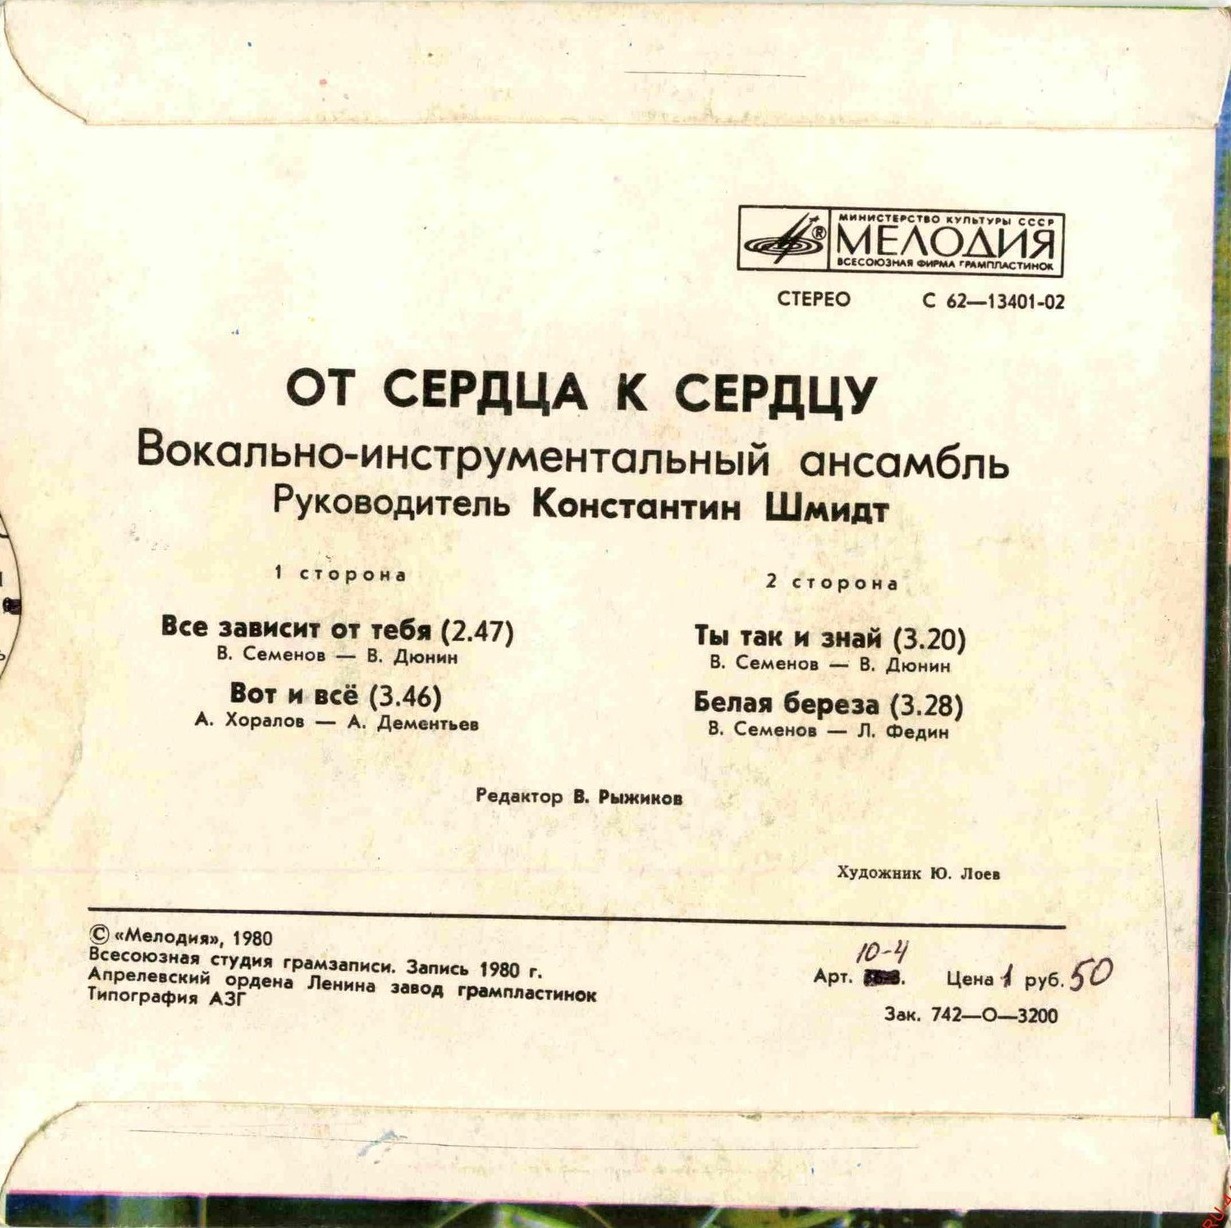 МИНИСТЕРСТВО КУЛЬТУРЫ СССР
®
МЕЛОДИЯ
ВСЕСОЮЗНАЯ ФИРМА ГРАМПЛАСТИНОК
СТЕРЕО С 62—13401-02
ОТ СЕРДЦА К СЕРДЦУ
Вокально-инструментальный ансамбль
Руководитель Константин Шмидт
1 сторона
Все зависит от тебя (2.47)
В. Семенов — В. Дюнин
Вот и всё (3.46)
А. Хоралов — А. Дементьев
2 сторона
Ты так и знай (3.20)
В. Семенов — В. Дюнин
Белая береза (3.28)
В. Семенов — Л. Федин
Редактор В. Рыжиков
Художник Ю. Лоев
© «Мелодия», 1980
Всесоюзная студия грамзаписи. Запись 1980 г.
Апрелевский ордена Ленина завод грампластинок
Типография АЗГ
10-4
Арт. Цена 1 руб. 50
Зак. 742—О—3200